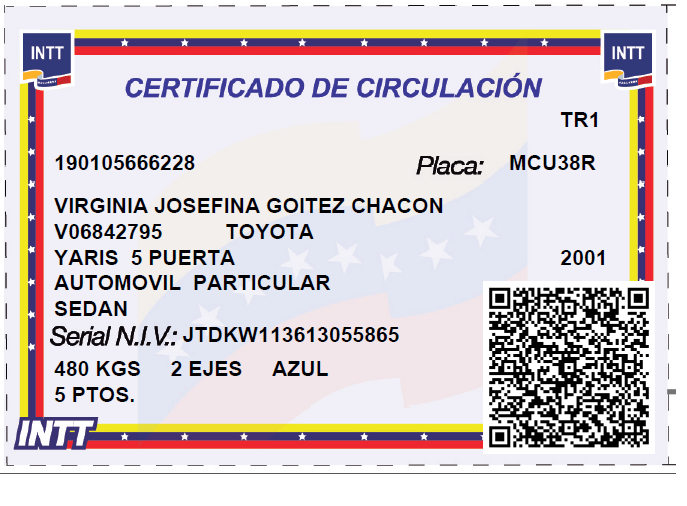 INTT INTT
CERTIFICADO DE CIRCULACIÓN
TR1
190105666228 Placa: MCU38R
VIRGINIA JOSEFINA GOITEZ CHACON
V06842795 TOYOTA
YARIS 5 PUERTA 2001
AUTOMOVIL PARTICULAR
SEDAN
Serial N.I.V.: JTDKW113613055865
480 KGS 2 EJES AZUL
5 PTOS.
INTT